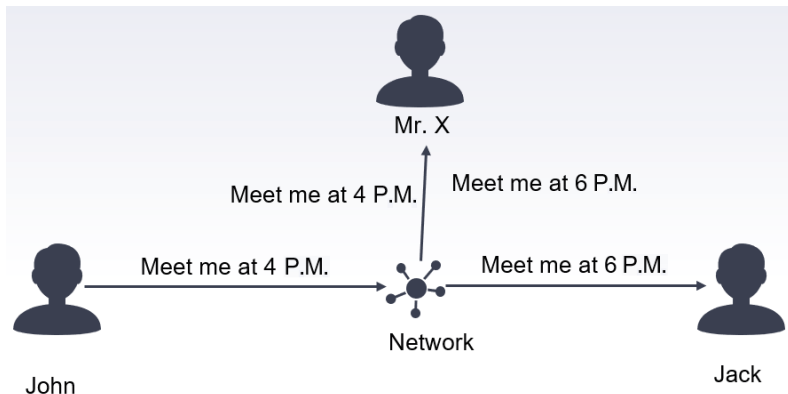 Mr. X
Meet me at 4 P.M.
Meet me at 6 P.M.
Meet me at 4 P.M.
Meet me at 6 P.M.
Network
John
Jack